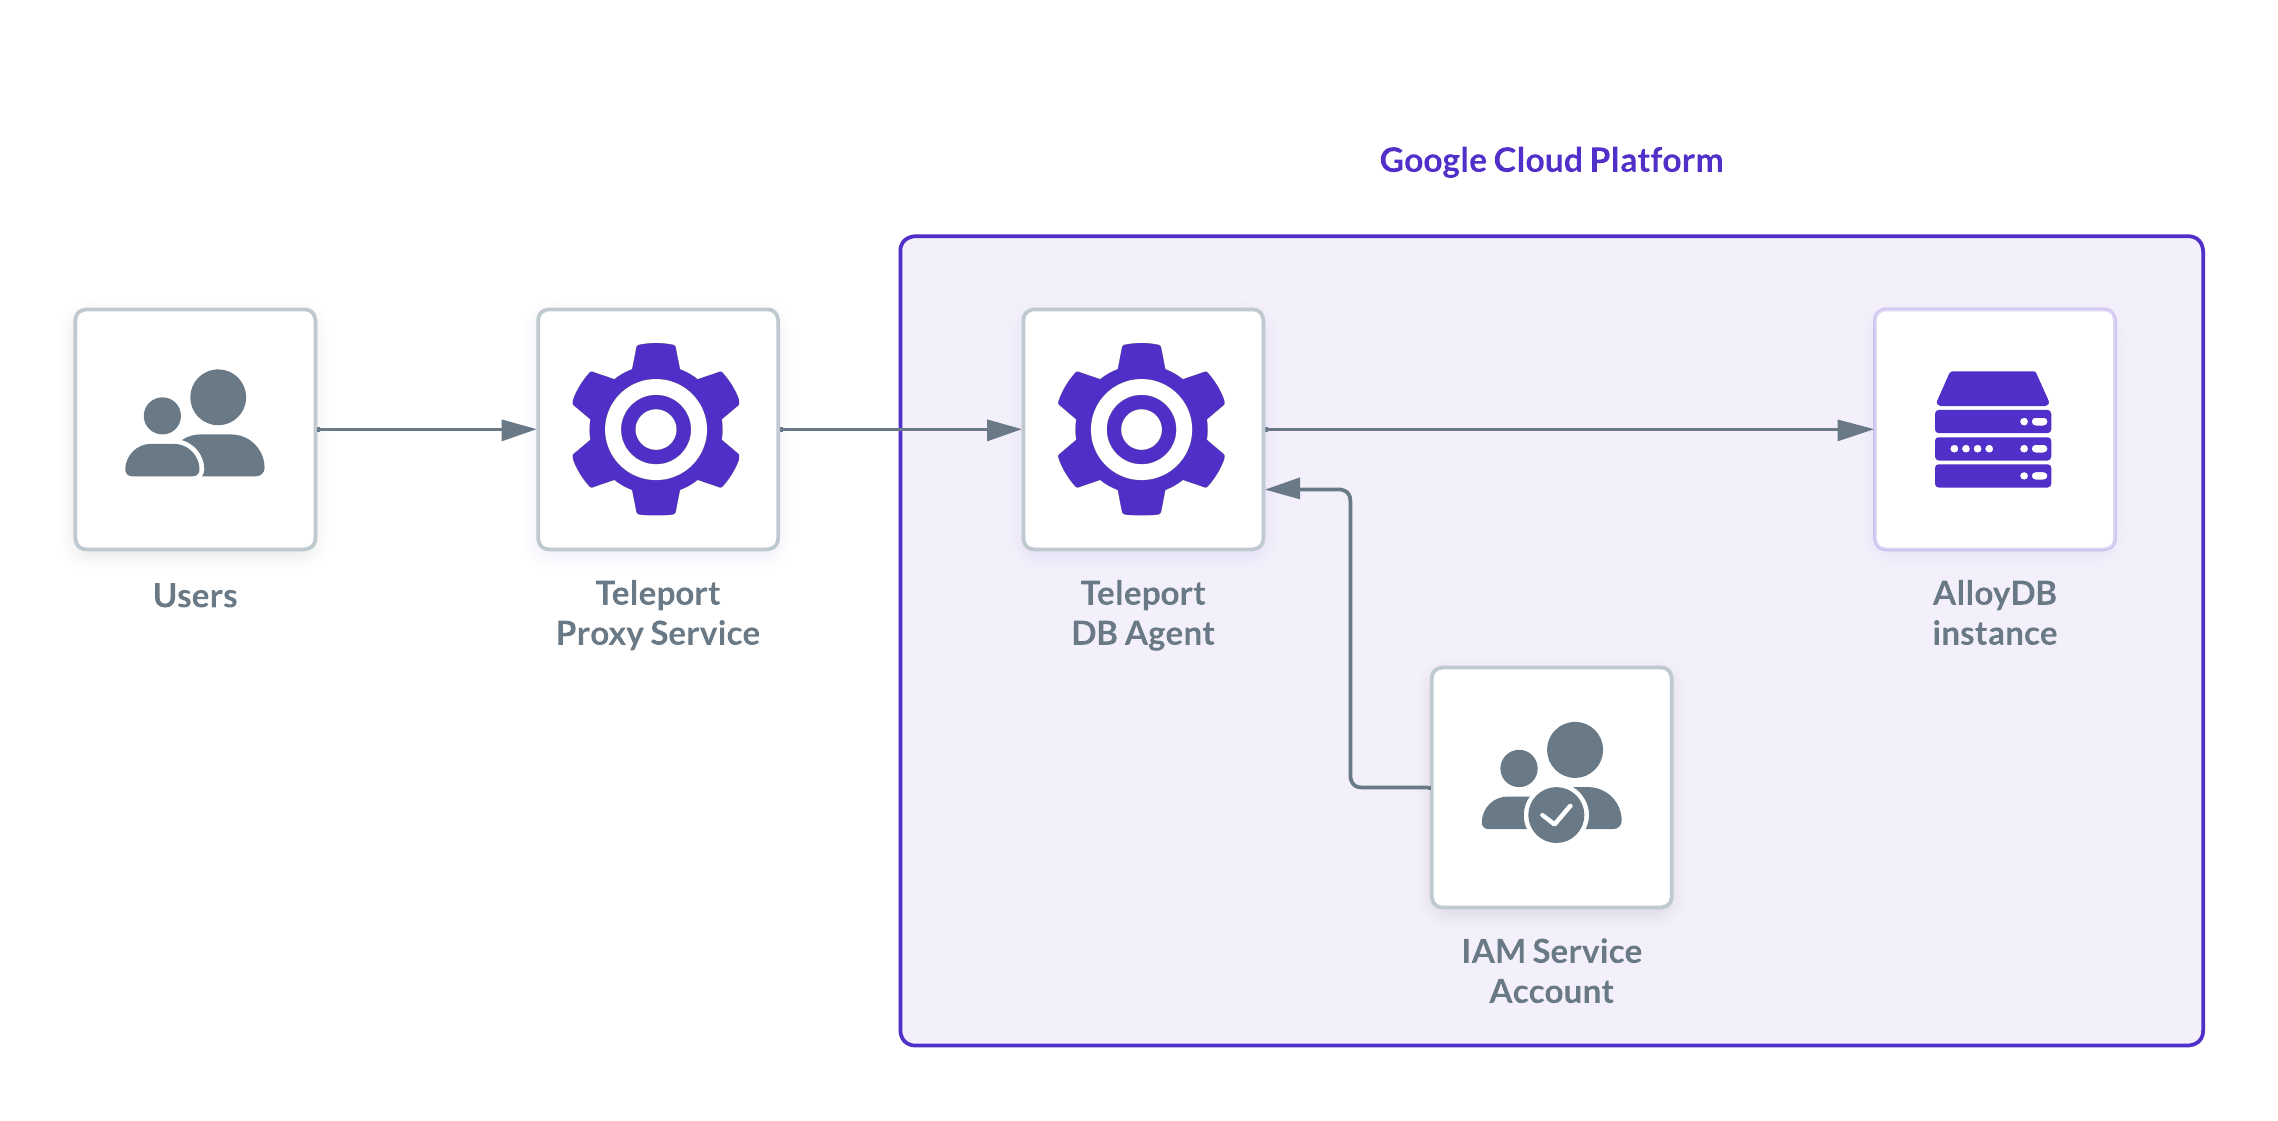 Google Cloud Platform
Users
Teleport
Proxy Service
Teleport
DB Agent
AlloyDB
instance
IAM Service
Account